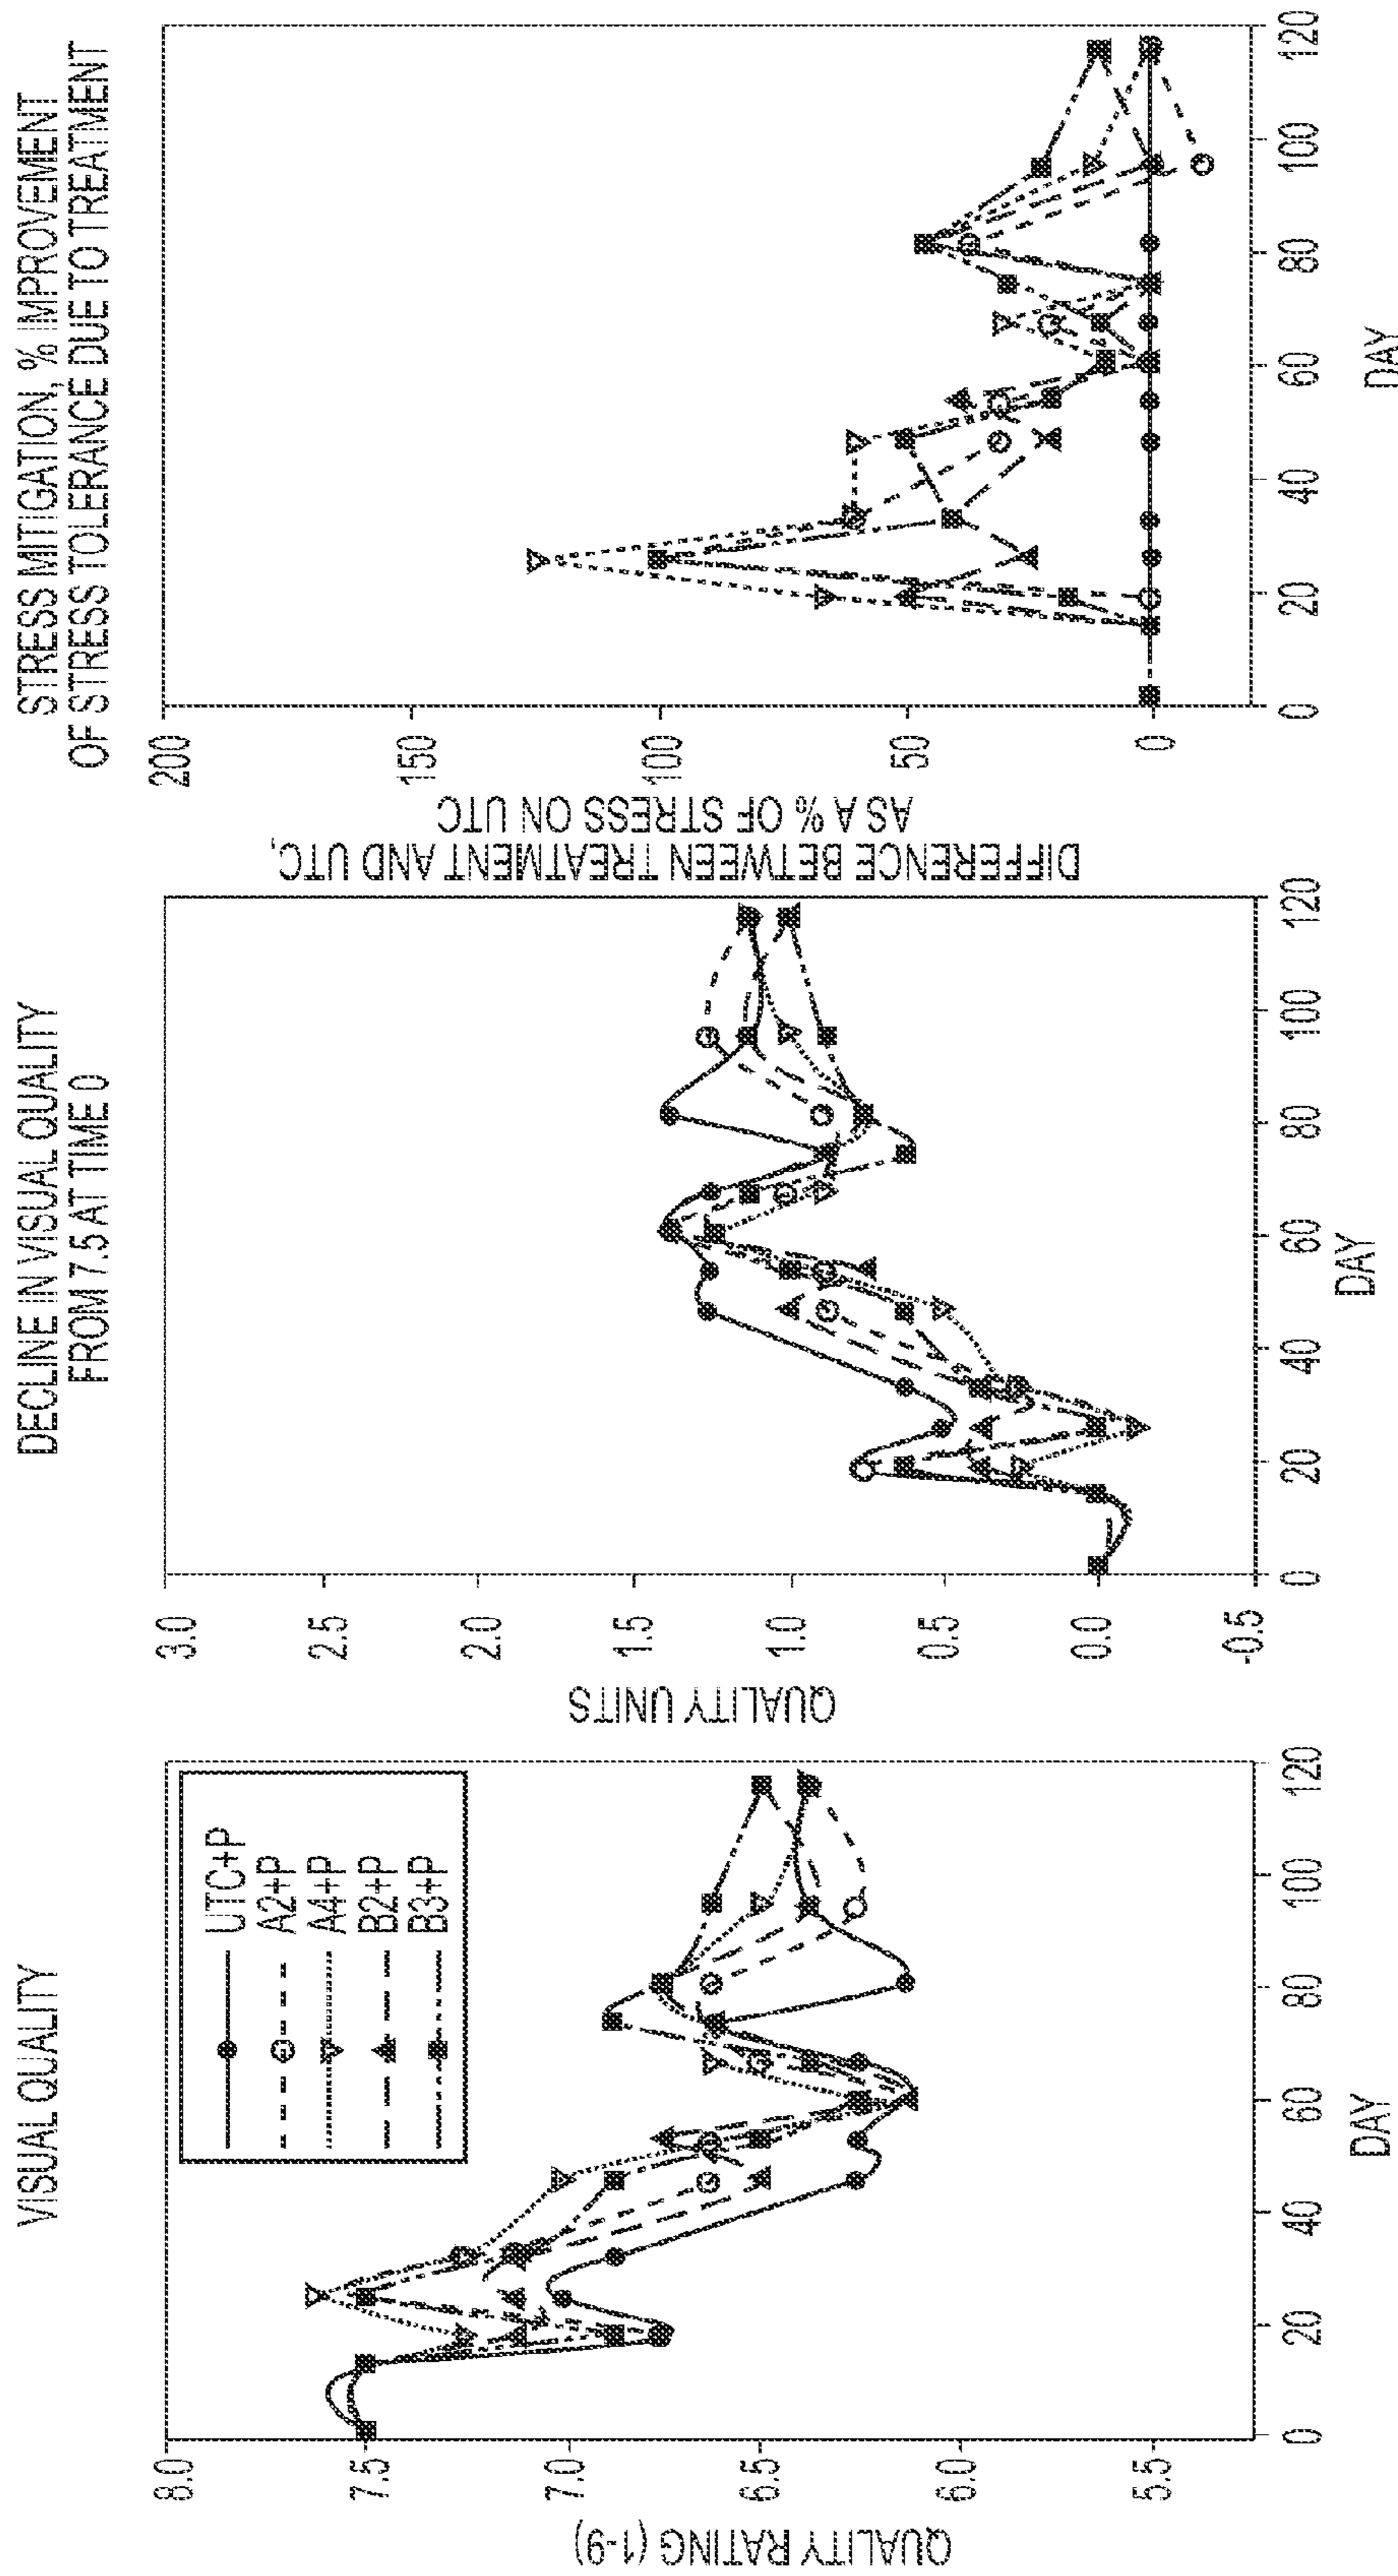 VISUAL QUALITY
QUALITY RATING (1-9)
8.0
7.5
7.0
6.5
6.0
5.5
UTC+P
A2+P
A4+P
B2+P
B3+P
0 20 40 60 80 100 120
DAY
DECLINE IN VISUAL QUALITY
FROM 7.5 AT TIME 0
QUALITY UNITS
3.0
2.5
2.0
1.5
1.0
0.5
0.0
-0.5
0 20 40 60 80 100 120
DAY
STRESS MITIGATION, % IMPROVEMENT
OF STRESS TOLERANCE DUE TO TREATMENT
DIFFERENCE BETWEEN TREATMENT AND UTC,
AS A % OF STRESS ON UTC
200
150
100
50
0
0 20 40 60 80 100 120
DAY